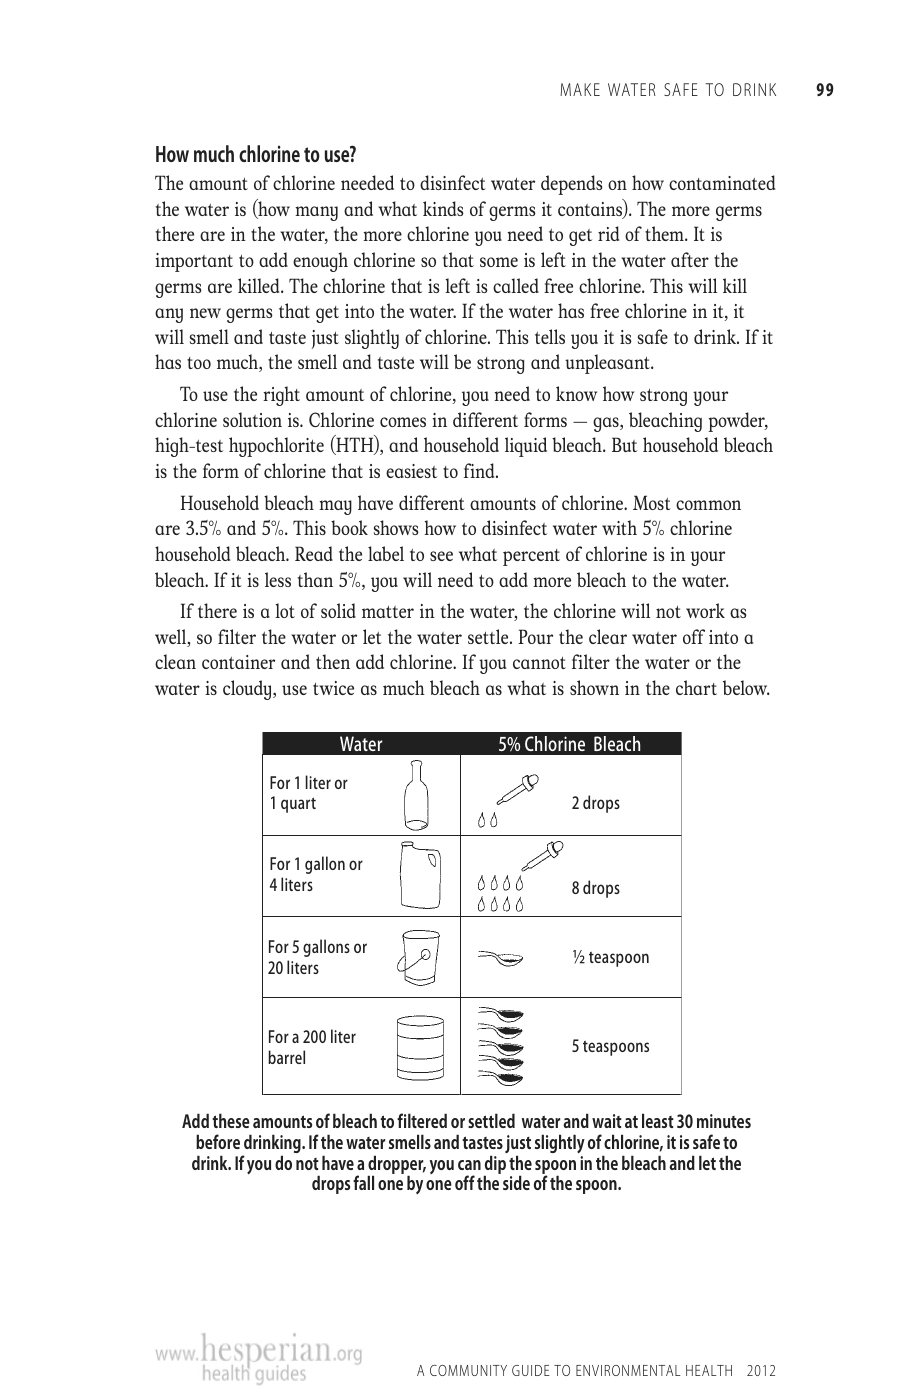 MAKE WATER SAFE TO DRINK 99
How much chlorine to use?
The amount of chlorine needed to disinfect water depends on how contaminated
the water is (how many and what kinds of germs it contains). The more germs
there are in the water, the more chlorine you need to get rid of them. It is
important to add enough chlorine so that some is left in the water after the
germs are killed. The chlorine that is left is called free chlorine. This will kill
any new germs that get into the water. If the water has free chlorine in it, it
will smell and taste just slightly of chlorine. This tells you it is safe to drink. If it
has too much, the smell and taste will be strong and unpleasant.
To use the right amount of chlorine, you need to know how strong your
chlorine solution is. Chlorine comes in different forms — gas, bleaching powder,
high-test hypochlorite (HTH), and household liquid bleach. But household bleach
is the form of chlorine that is easiest to find.
Household bleach may have different amounts of chlorine. Most common
are 3.5% and 5%. This book shows how to disinfect water with 5% chlorine
household bleach. Read the label to see what percent of chlorine is in your
bleach. If it is less than 5%, you will need to add more bleach to the water.
If there is a lot of solid matter in the water, the chlorine will not work as
well, so filter the water or let the water settle. Pour the clear water off into a
clean container and then add chlorine. If you cannot filter the water or the
water is cloudy, use twice as much bleach as what is shown in the chart below.
Water 5% Chlorine Bleach
For 1 liter or
1 quart 2 drops
For 1 gallon or
4 liters 8 drops
For 5 gallons or
20 liters ½ teaspoon
For a 200 liter
barrel 5 teaspoons
Add these amounts of bleach to filtered or settled water and wait at least 30 minutes
before drinking. If the water smells and tastes just slightly of chlorine, it is safe to
drink. If you do not have a dropper, you can dip the spoon in the bleach and let the
drops fall one by one off the side of the spoon.
www.hesperian.org
health guides
A COMMUNITY GUIDE TO ENVIRONMENTAL HEALTH 2012